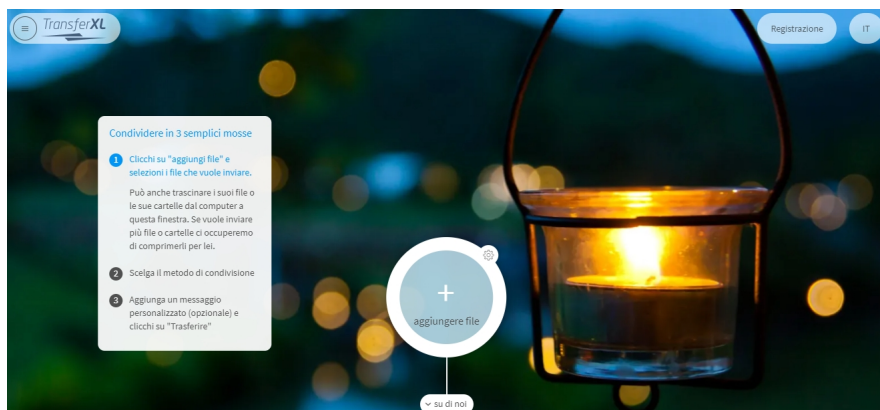 TransferXL
Registrazione
IT
Condividere in 3 semplici mosse
1 Clicchi su "aggiungi file" e
selezioni i file che vuole inviare.
Può anche trascinare i suoi file o
le sue cartelle dal computer a
questa finestra. Se vuole inviare
più file o cartelle ci occuperemo
di comprimerli per lei.
2 Scelga il metodo di condivisione
3 Aggiunga un messaggio
personalizzato (opzionale) e
clicchi su "Trasferire"
+
aggiungere file
su di noi